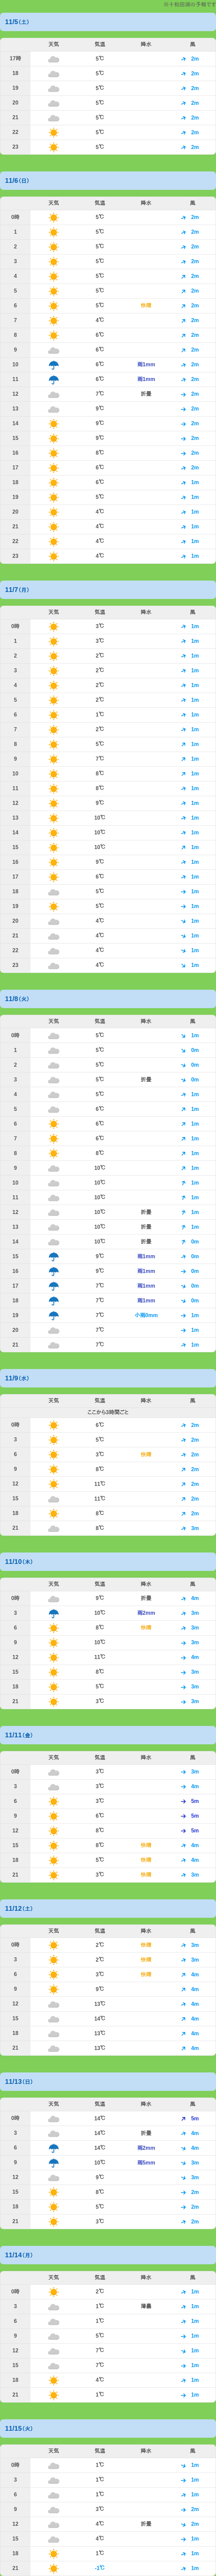 ※十和田湖の予報です
11/5(土)
天気 気温 降水 風
17時 5℃ 2m
18 5℃ 2m
19 5℃ 2m
20 5℃ 2m
21 5℃ 2m
22 5℃ 2m
23 5℃ 2m
11/6(日)
天気 気温 降水 風
0時 5℃ 2m
1 5℃ 2m
2 5℃ 2m
3 5℃ 2m
4 5℃ 2m
5 5℃ 2m
6 5℃ 快晴 2m
7 4℃ 2m
8 6℃ 2m
9 6℃ 2m
10 6℃ 雨1mm 2m
11 6℃ 雨1mm 2m
12 7℃ 折畳 2m
13 9℃ 2m
14 9℃ 2m
15 9℃ 2m
16 8℃ 2m
17 6℃ 2m
18 6℃ 1m
19 5℃ 1m
20 4℃ 1m
21 4℃ 1m
22 4℃ 1m
23 4℃ 1m
11/7(月)
天気 気温 降水 風
0時 3℃ 1m
1 3℃ 1m
2 2℃ 1m
3 2℃ 1m
4 2℃ 1m
5 2℃ 1m
6 1℃ 1m
7 2℃ 1m
8 5℃ 1m
9 7℃ 1m
10 8℃ 1m
11 8℃ 1m
12 9℃ 1m
13 10℃ 1m
14 10℃ 1m
15 10℃ 1m
16 9℃ 1m
17 6℃ 1m
18 5℃ 1m
19 5℃ 1m
20 4℃ 1m
21 4℃ 1m
22 4℃ 1m
23 4℃ 1m
11/8(火)
天気 気温 降水 風
0時 5℃ 1m
1 5℃ 0m
2 5℃ 0m
3 5℃ 折畳 0m
4 5℃ 1m
5 6℃ 1m
6 6℃ 1m
7 6℃ 1m
8 8℃ 1m
9 10℃ 1m
10 10℃ 1m
11 10℃ 1m
12 10℃ 折畳 1m
13 10℃ 折畳 1m
14 10℃ 折畳 0m
15 9℃ 雨1mm 0m
16 9℃ 雨1mm 0m
17 7℃ 雨1mm 0m
18 7℃ 雨1mm 0m
19 7℃ 小雨0mm 1m
20 7℃ 1m
21 7℃ 1m
11/9(水)
天気 気温 降水 風
ここから3時間ごと
0時 6℃ 2m
3 5℃ 2m
6 3℃ 快晴 2m
9 8℃ 2m
12 11℃ 2m
15 11℃ 2m
18 8℃ 2m
21 8℃ 3m
11/10(木)
天気 気温 降水 風
0時 9℃ 折畳 4m
3 10℃ 雨2mm 3m
6 8℃ 快晴 3m
9 10℃ 3m
12 11℃ 4m
15 8℃ 3m
18 5℃ 3m
21 3℃ 3m
11/11(金)
天気 気温 降水 風
0時 3℃ 3m
3 3℃ 4m
6 3℃ 5m
9 6℃ 5m
12 8℃ 5m
15 8℃ 快晴 4m
18 5℃ 快晴 4m
21 3℃ 快晴 3m
11/12(土)
天気 気温 降水 風
0時 2℃ 快晴 3m
3 2℃ 快晴 3m
6 3℃ 快晴 4m
9 9℃ 4m
12 13℃ 4m
15 14℃ 4m
18 13℃ 4m
21 13℃ 4m
11/13(日)
天気 気温 降水 風
0時 14℃ 5m
3 14℃ 折畳 4m
6 14℃ 雨2mm 4m
9 10℃ 雨5mm 3m
12 9℃ 3m
15 8℃ 2m
18 5℃ 2m
21 3℃ 2m
11/14(月)
天気 気温 降水 風
0時 2℃ 1m
3 1℃ 薄曇 1m
6 1℃ 1m
9 5℃ 1m
12 7℃ 1m
15 7℃ 1m
18 4℃ 1m
21 1℃ 1m
11/15(火)
天気 気温 降水 風
0時 1℃ 1m
3 1℃ 1m
6 1℃ 1m
9 3℃ 2m
12 4℃ 折畳 2m
15 4℃ 1m
18 1℃ 1m
21 -1℃ 1m